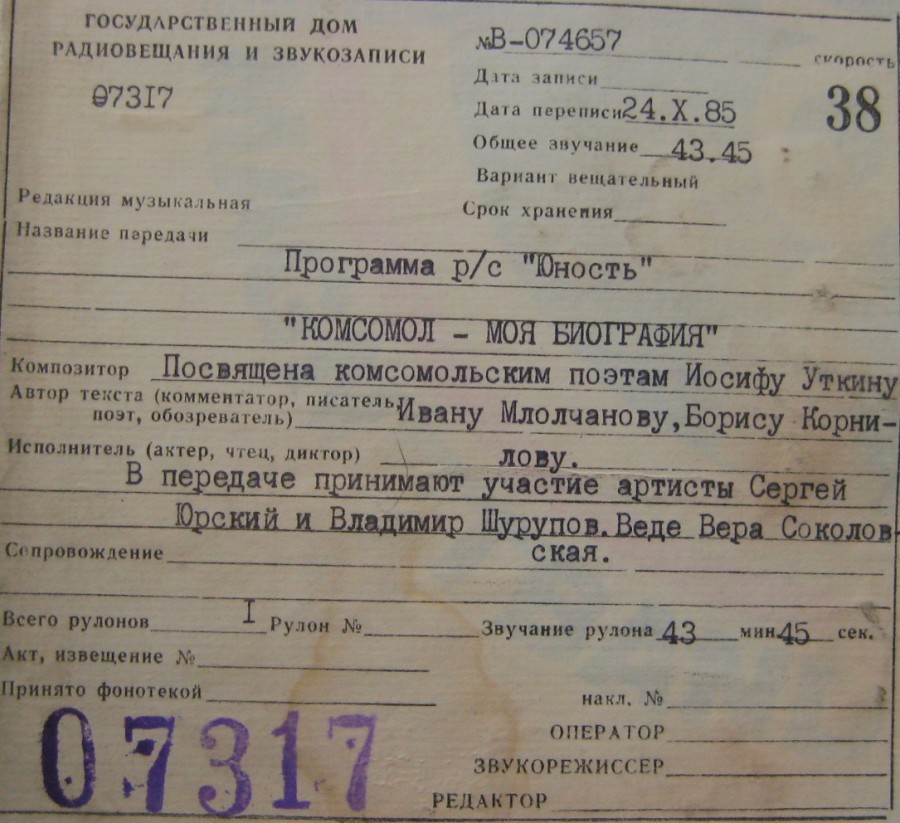 ГОСУДАРСТВЕННЫЙ ДОМ
РАДИОВЕЩАНИЯ И ЗВУКОЗАПИСИ
07317
№В-074657
скорость
38
Дата записи
Дата переписи 24.X.85
Общее звучание 43.45
Вариант вещательный
Срок хранения
Редакция музыкальная
Название передачи
Программа р/с "Юность"
"КОМСОМОЛ - МОЯ БИОГРАФИЯ"
Композитор Посвящена комсомольским поэтам Иосифу Уткину
Автор текста (комментатор, писатель,
поэт, обозреватель) Ивану Млолчанову, Борису Корни-
Исполнитель (актер, чтец, диктор) лову.
В передаче принимают участие артисты Сергей
Юрский и Владимир Шурупов. Веде Вера Соколов-
Сопровождение ская.
Всего рулонов I Рулон № Звучание рулона 43 мин 45 сек.
Акт, извещение №
Принято фонотекой
накл. №
07317
ОПЕРАТОР
ЗВУКОРЕЖИССЕР
РЕДАКТОР